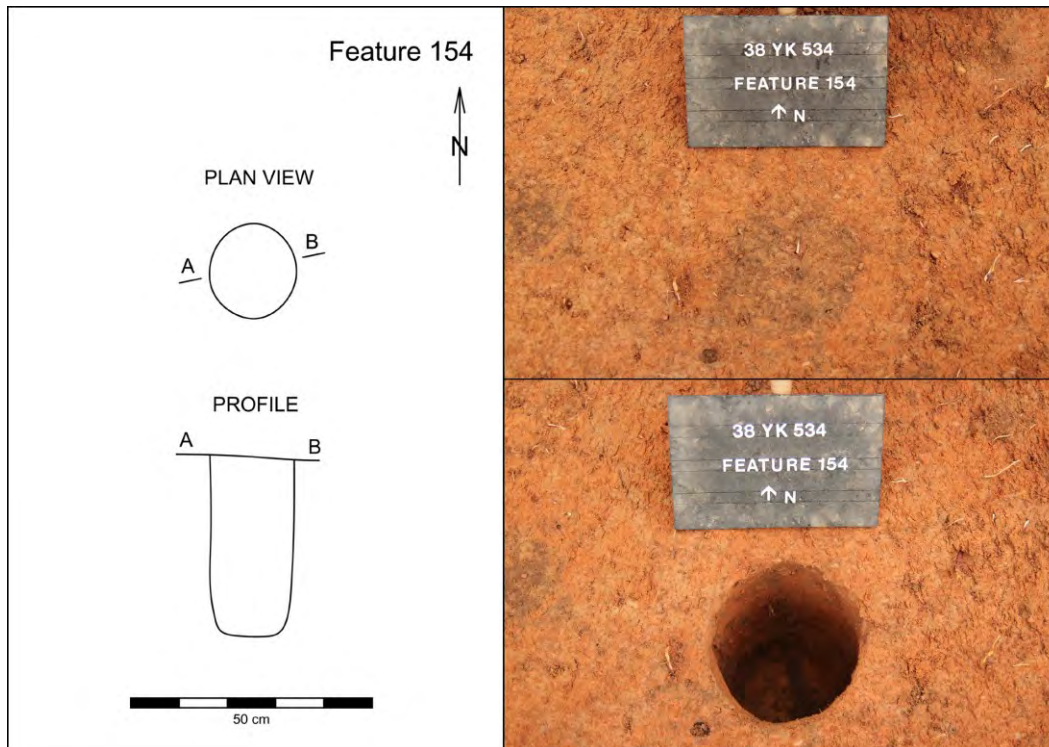 Feature 154
N
PLAN VIEW
A
B
PROFILE
A
B
50 cm
38 YK 534
FEATURE 154
↑ N
38 YK 534
FEATURE 154
↑ N